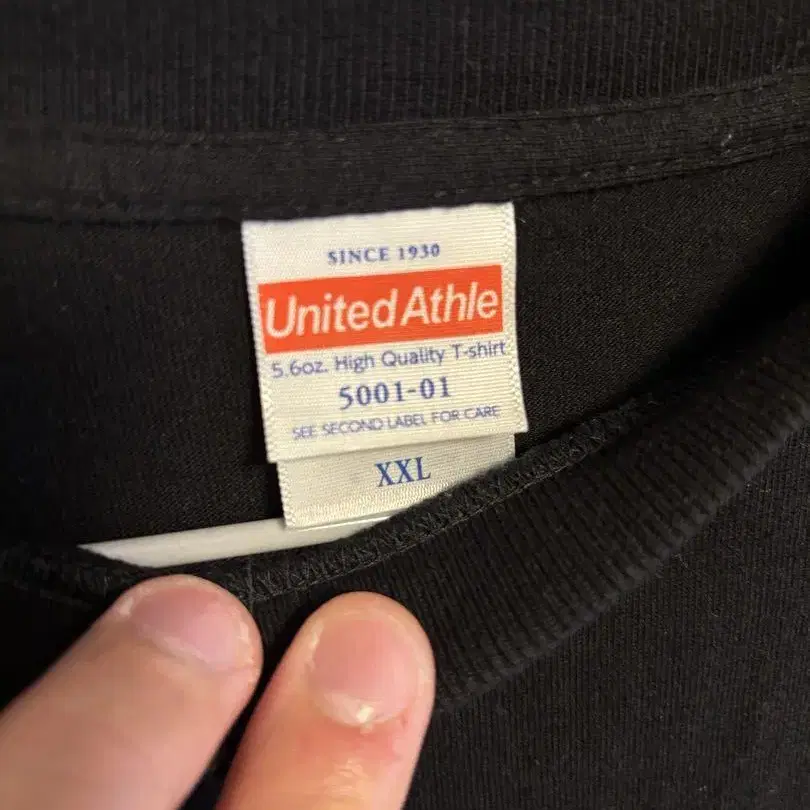 SINCE 1930
United Athle
5.6oz. High Quality T-shirt
5001-01
SEE SECOND LABEL FOR CARE
XXL